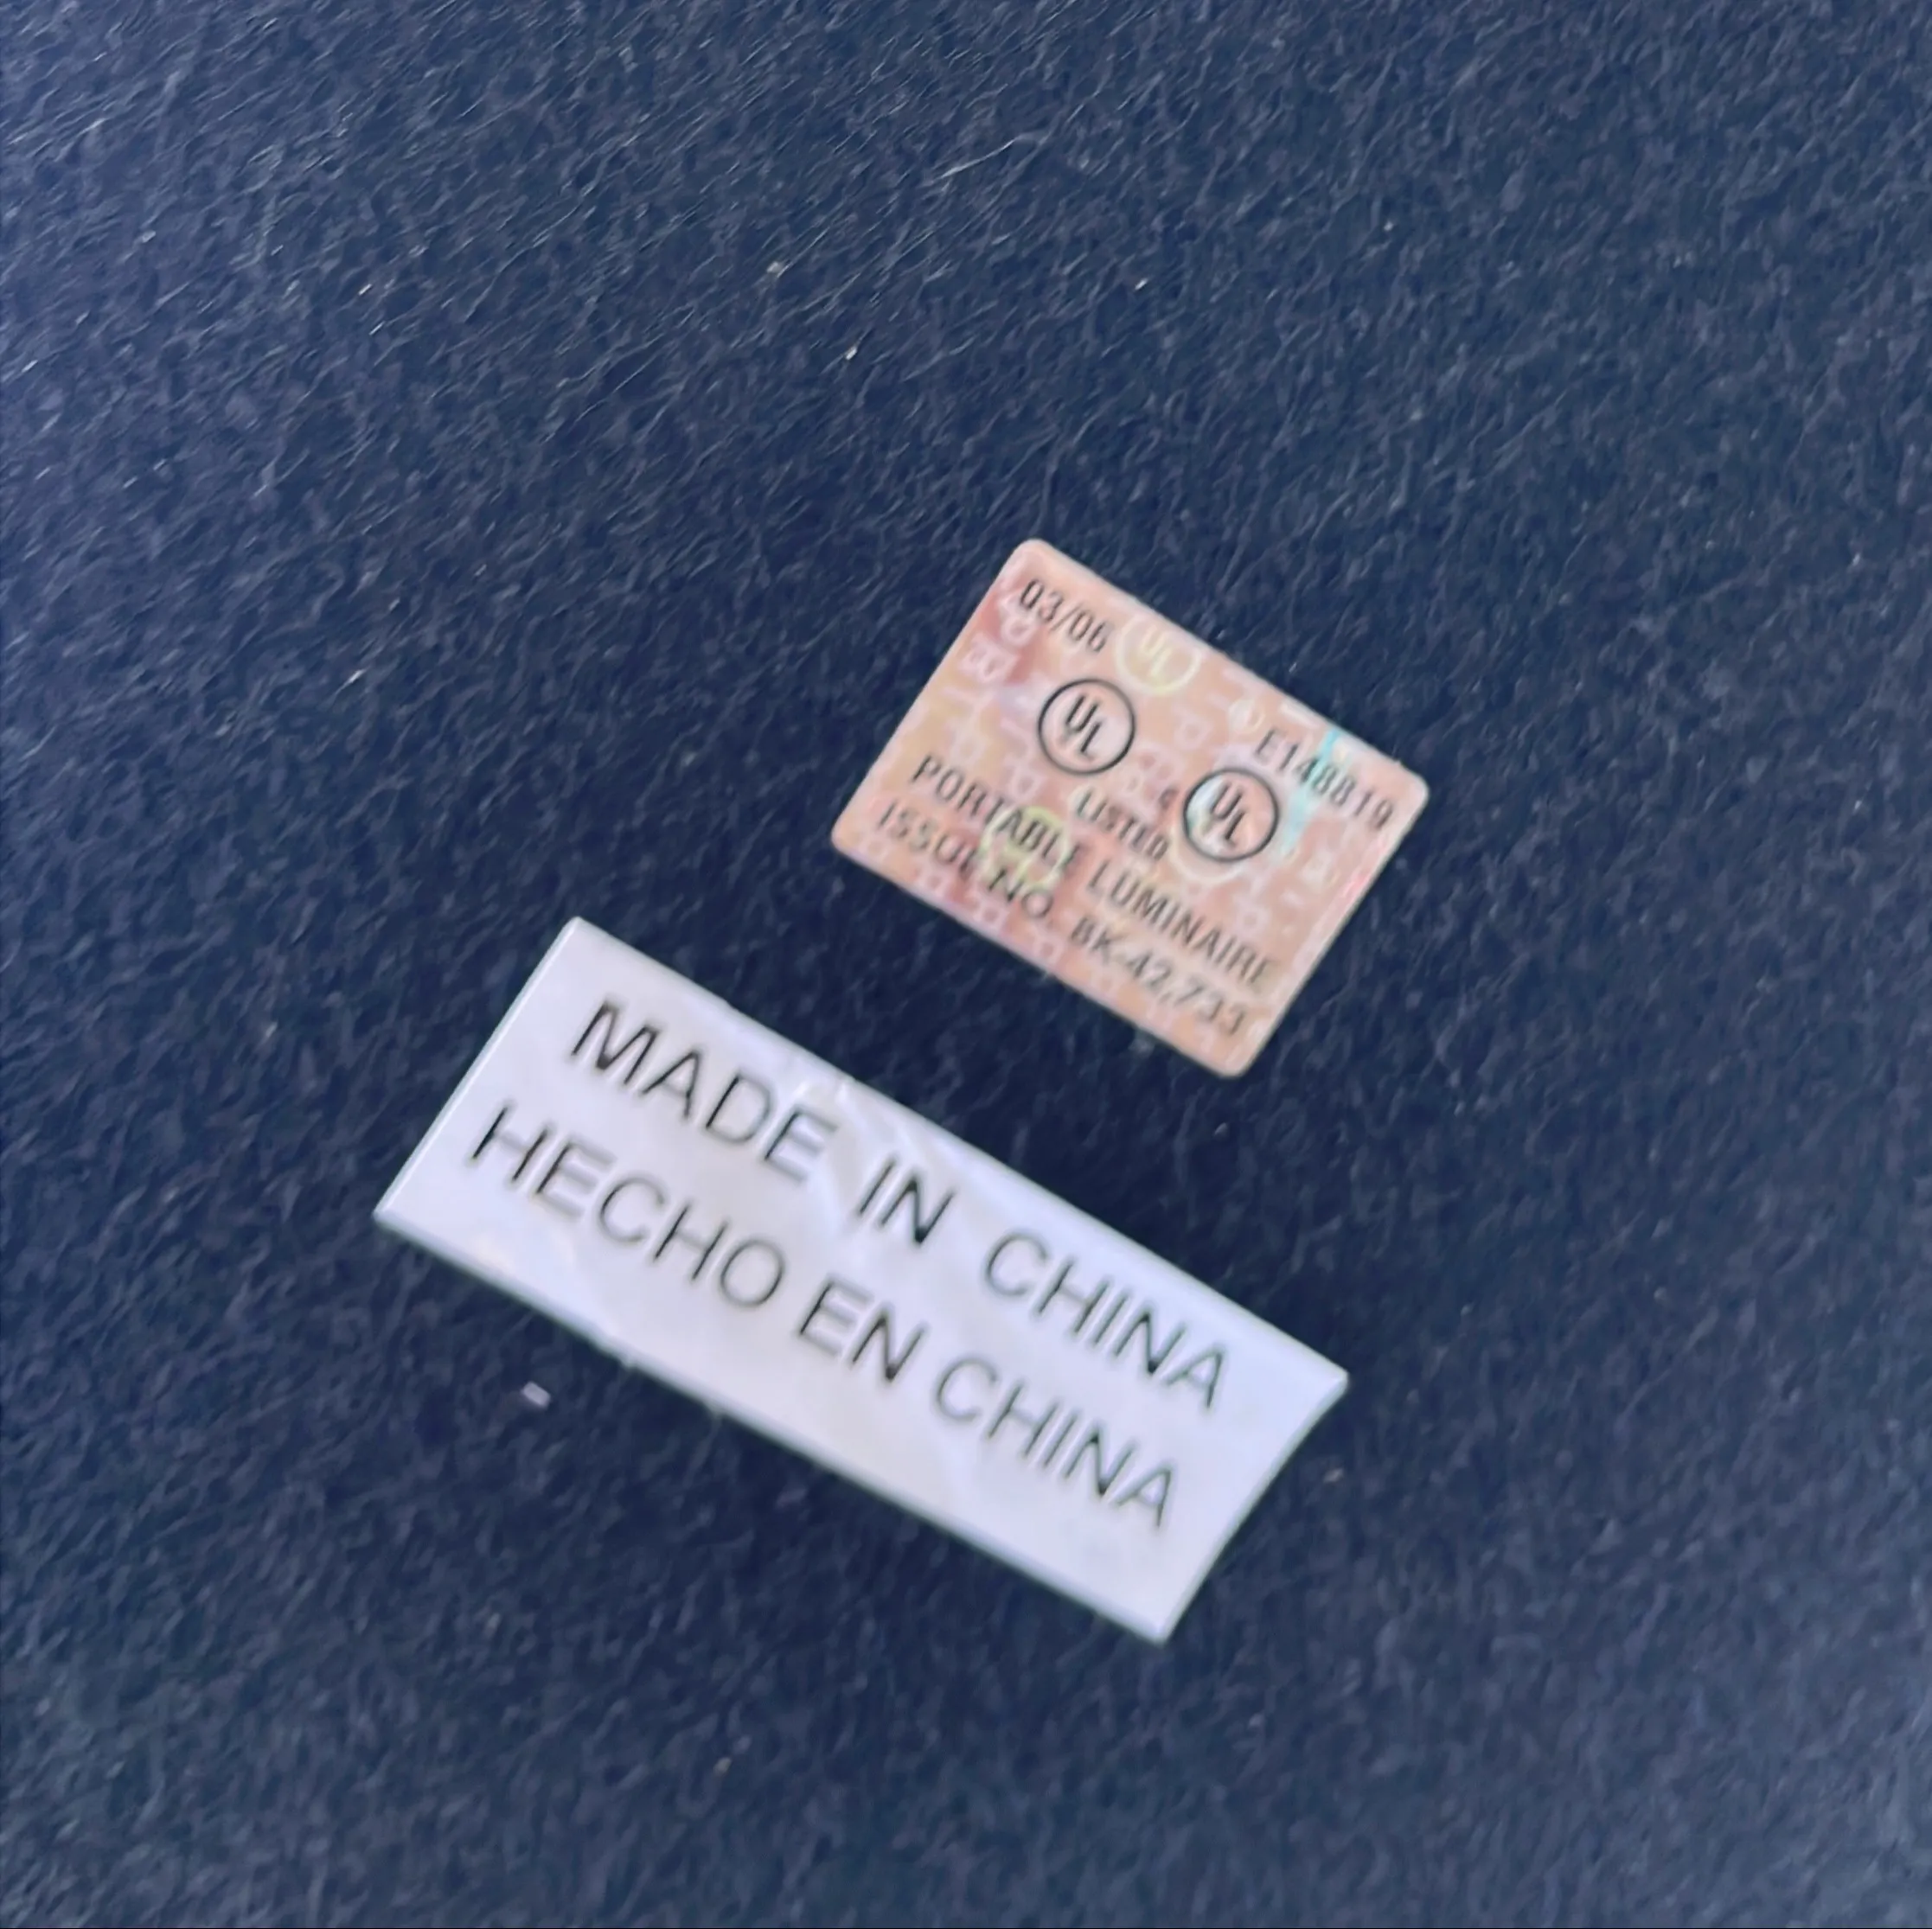 03/06
E148819
UL
UL
LISTED
PORTABLE LUMINAIRE
ISSUE NO. BK-42,733
MADE IN CHINA
HECHO EN CHINA